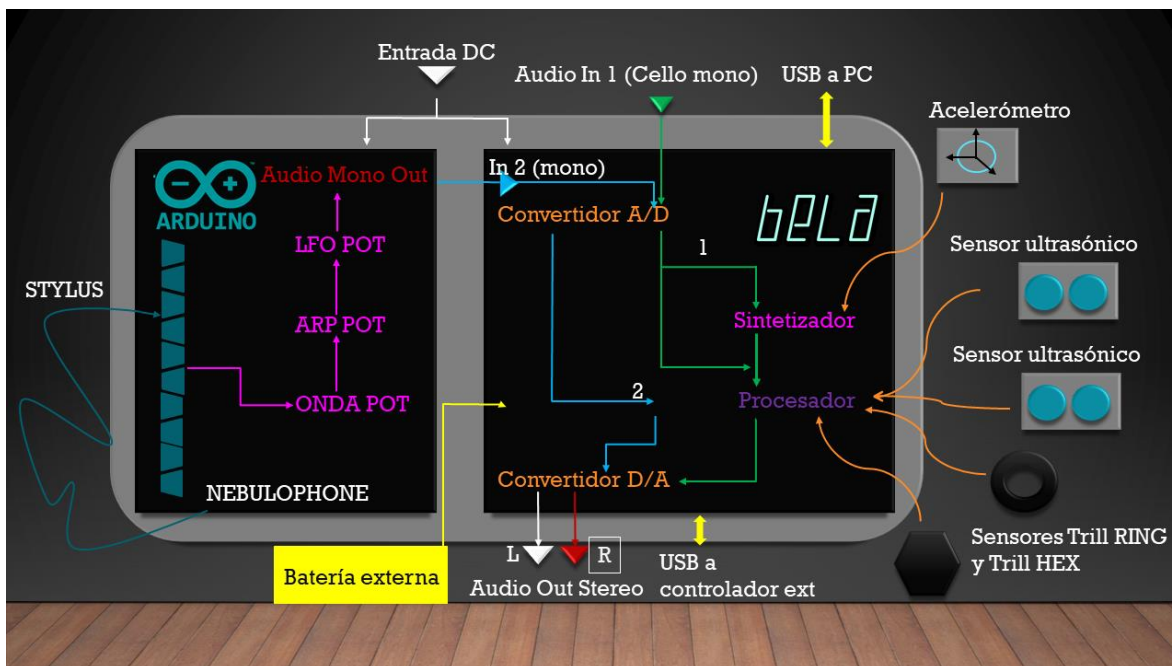 Entrada DC
Audio In 1 (Cello mono)
USB a PC
Acelerómetro
ARDUINO
Audio Mono Out
In 2 (mono)
Convertidor A/D
bela
LFO POT
1
Sensor ultrasónico
STYLUS
ARP POT
Sintetizador
Sensor ultrasónico
ONDA POT
2
Procesador
Convertidor D/A
NEBULOPHONE
Sensores Trill RING
y Trill HEX
Batería externa
L
R
Audio Out Stereo
USB a
controlador ext